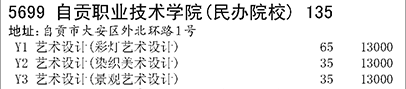 5699 自贡职业技术学院(民办院校) 135
地址:自贡市大安区外北环路1号
Y1 艺术设计(彩灯艺术设计) 65 13000
Y2 艺术设计(染织美术设计) 35 13000
Y3 艺术设计(景观艺术设计) 35 13000